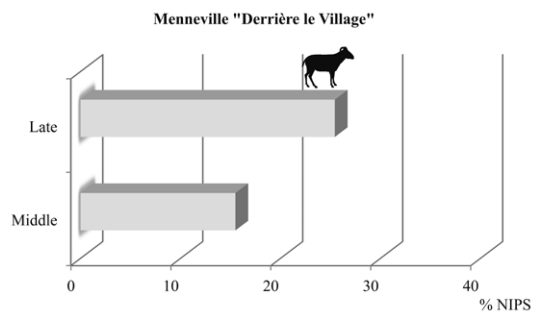 Menneville "Derrière le Village"
Late
Middle
0 10 20 30 40
% NIPS